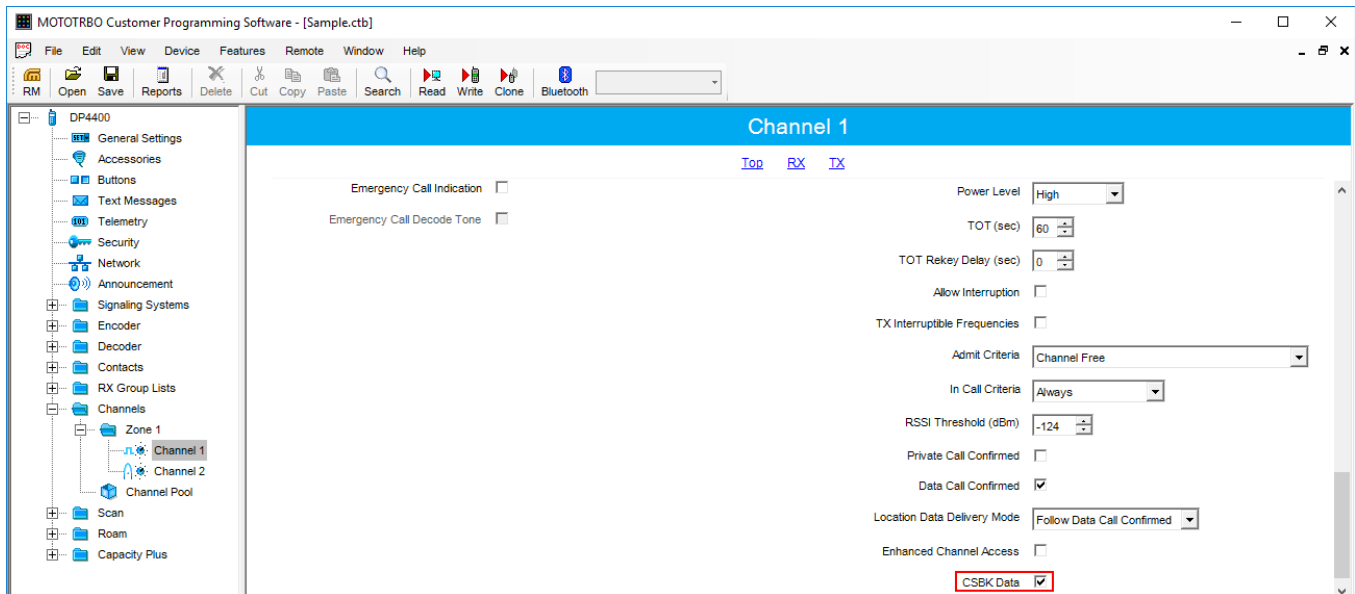 MOTOTRBO Customer Programming Software - [Sample.ctb]
File Edit View Device Features Remote Window Help
RM Open Save Reports Delete Cut Copy Paste Search Read Write Clone Bluetooth
DP4400
General Settings
Accessories
Buttons
Text Messages
Telemetry
Security
Network
Announcement
Signaling Systems
Encoder
Decoder
Contacts
RX Group Lists
Channels
Zone 1
Channel 1
Channel 2
Channel Pool
Scan
Roam
Capacity Plus
Channel 1
Top RX TX
Emergency Call Indication
Emergency Call Decode Tone
Power Level High
TOT (sec) 60
TOT Rekey Delay (sec) 0
Allow Interruption
TX Interruptible Frequencies
Admit Criteria Channel Free
In Call Criteria Always
RSSI Threshold (dBm) -124
Private Call Confirmed
Data Call Confirmed
Location Data Delivery Mode Follow Data Call Confirmed
Enhanced Channel Access
CSBK Data